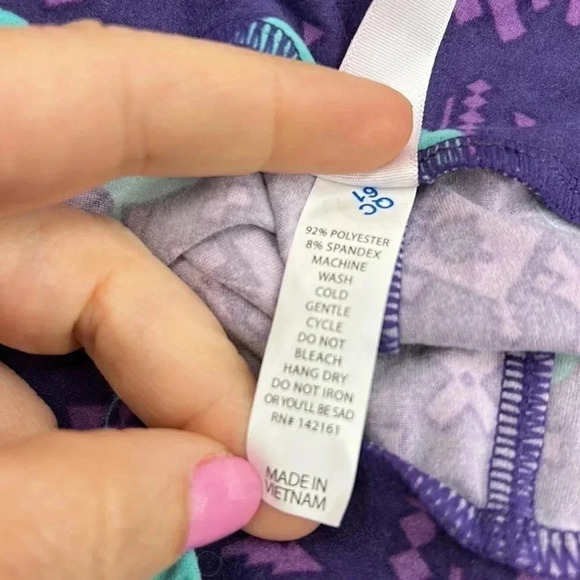 92% POLYESTER
8% SPANDEX
MACHINE
WASH
COLD
GENTLE
CYCLE
DO NOT
BLEACH
HANG DRY
DO NOT IRON
OR YOU'LL BE SAD
RN# 142161
MADE IN
VIETNAM